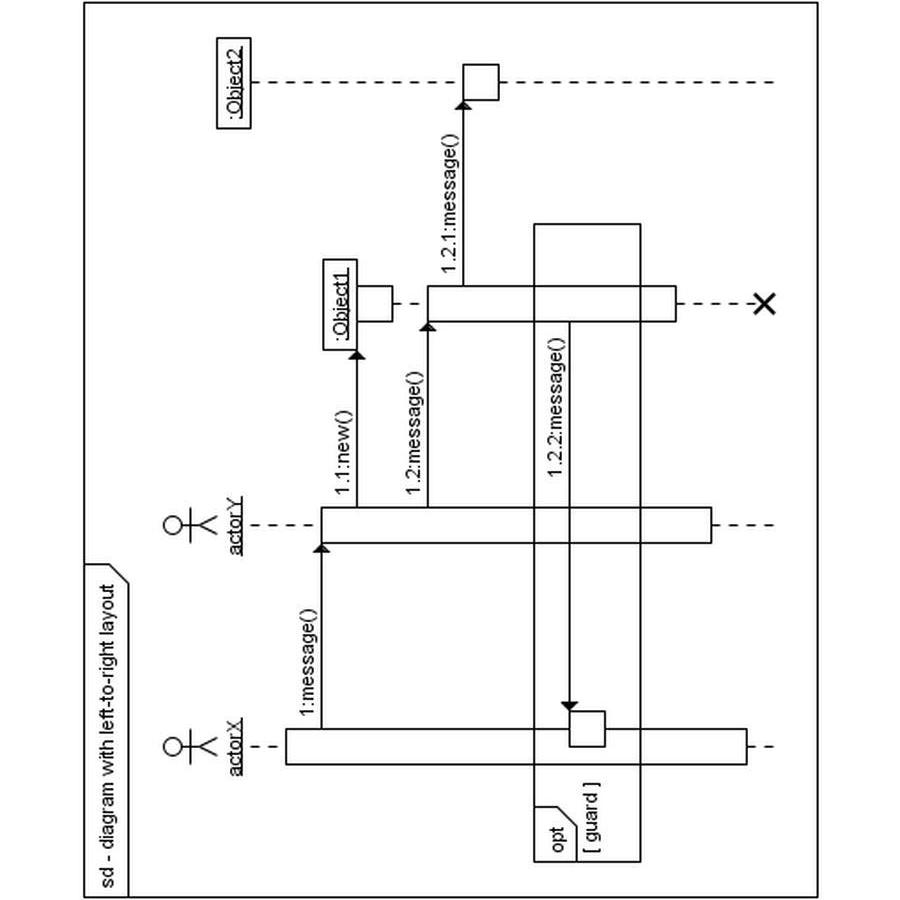 sd - diagram with left-to-right layout
actorX
actorY
:Object1
:Object2
1:message()
1.1:new()
1.2:message()
1.2.1:message()
1.2.2:message()
opt
[ guard ]